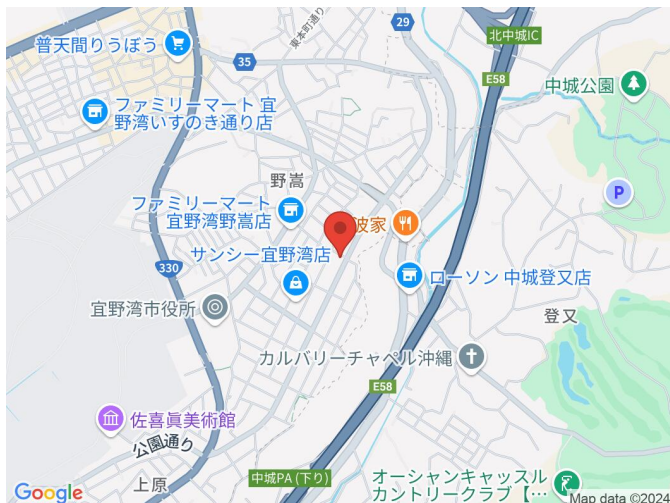 東本町通り
29
北中城IC
普天間りうぼう
35
E58
中城公園
ファミリーマート 宜
野湾いすのき通り店
野嵩
P
ファミリーマート
宜野湾野嵩店
波家
サンシー宜野湾店
330
ローソン 中城登又店
宜野湾市役所
登又
カルバリーチャペル沖縄
E58
佐喜眞美術館
公園通り
上原
中城PA (下り)
オーシャンキャッスル
カントリークラブ【…
Google
Map data ©2024